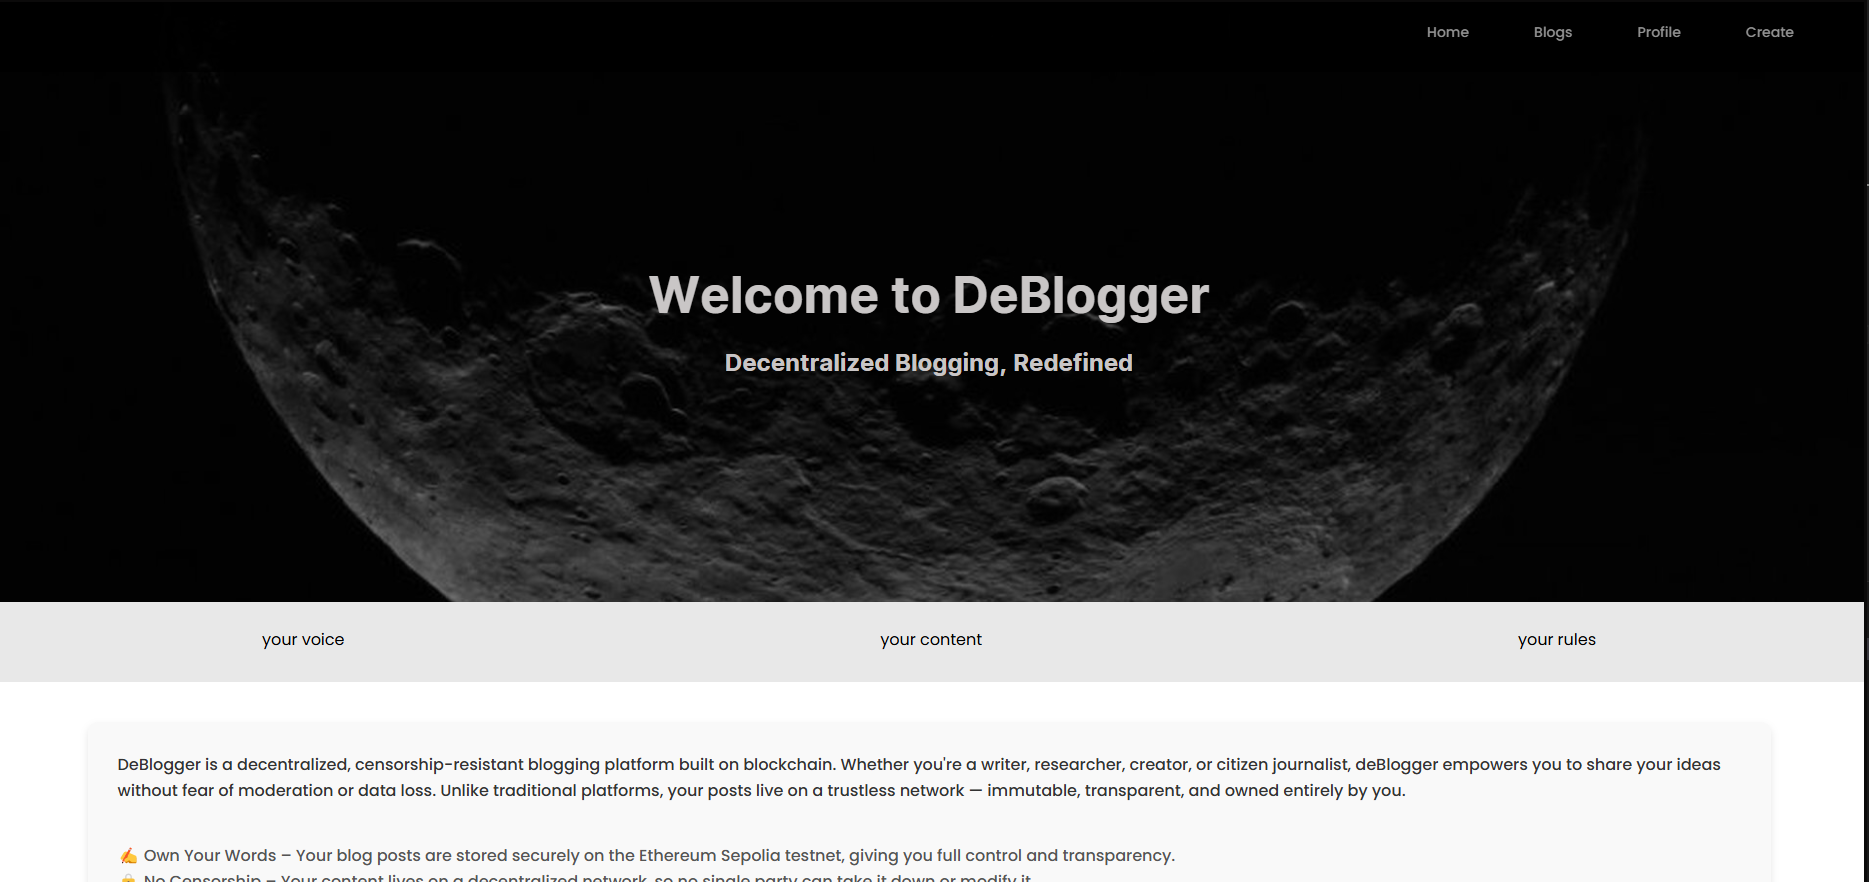 Home Blogs Profile Create
Welcome to DeBlogger
Decentralized Blogging, Redefined
your voice your content your rules
DeBlogger is a decentralized, censorship-resistant blogging platform built on blockchain. Whether you're a writer, researcher, creator, or citizen journalist, deBlogger empowers you to share your ideas
without fear of moderation or data loss. Unlike traditional platforms, your posts live on a trustless network — immutable, transparent, and owned entirely by you.
✍️ Own Your Words – Your blog posts are stored securely on the Ethereum Sepolia testnet, giving you full control and transparency.
🔒 No Censorship – Your content lives on a decentralized network, so no single party can take it down or modify it.